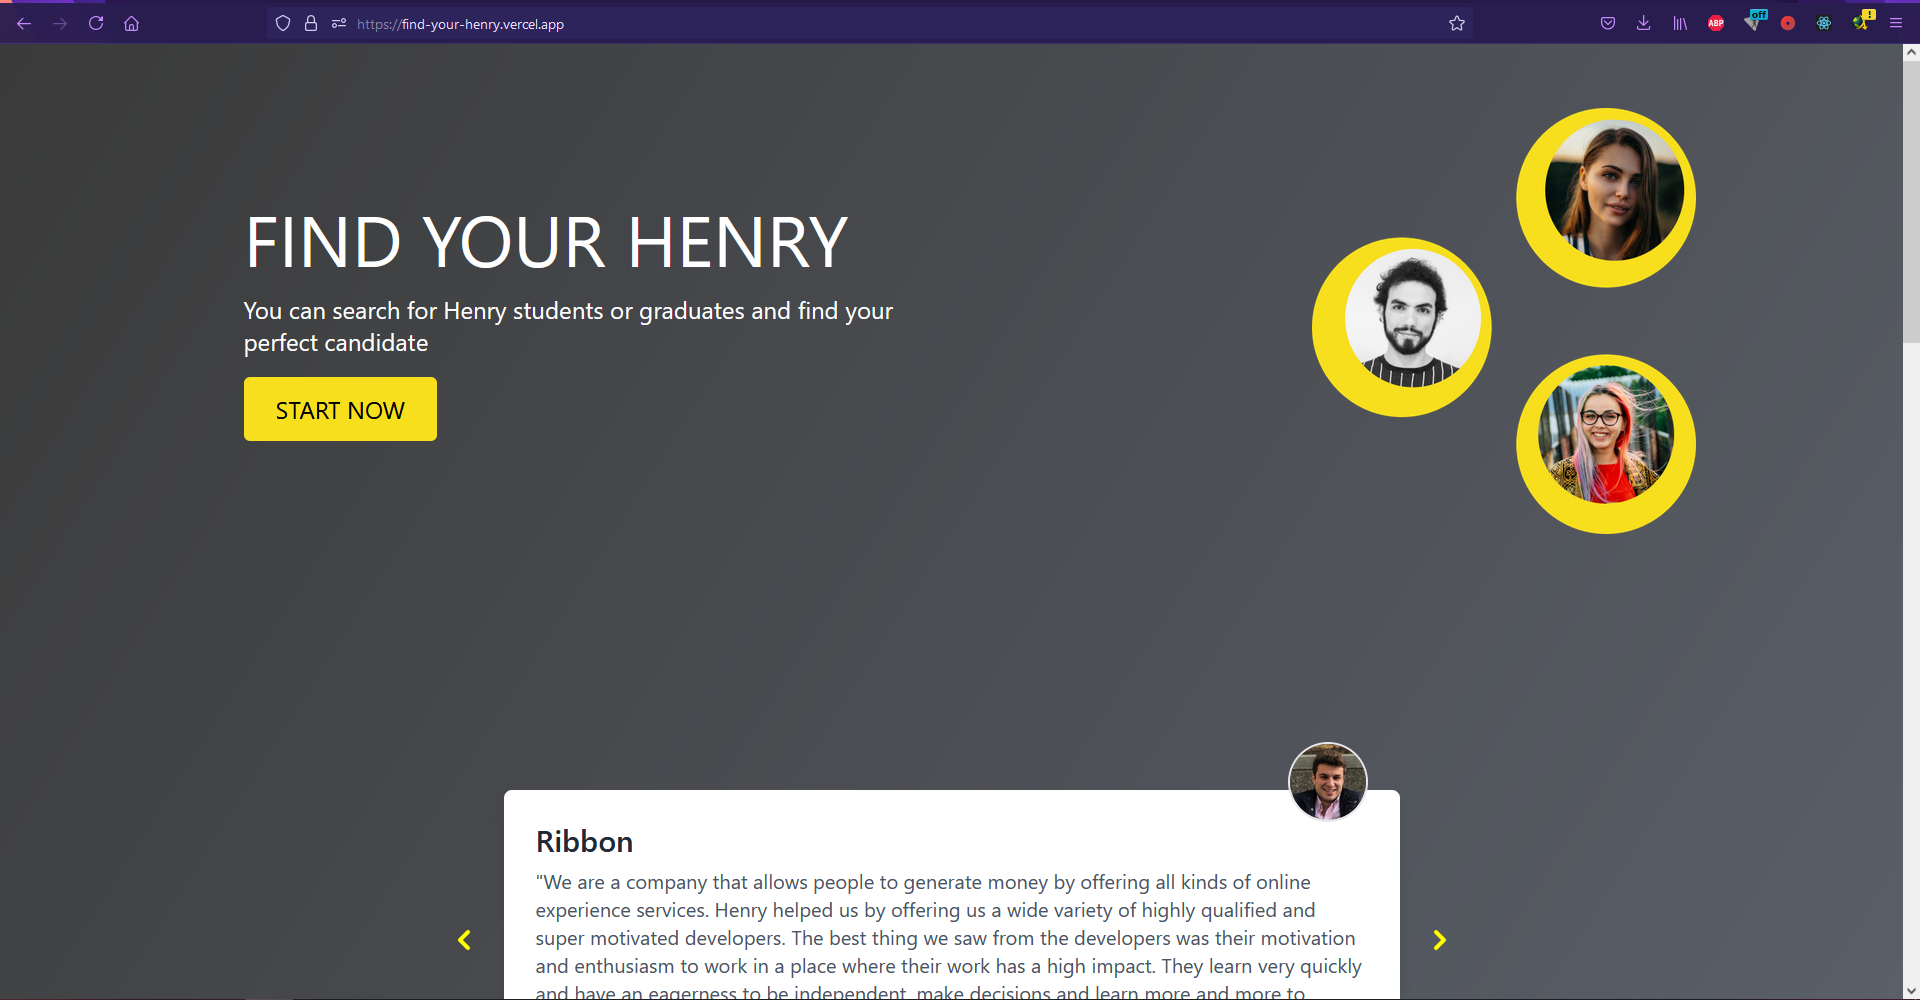 https://find-your-henry.vercel.app
ABP
off
!
FIND YOUR HENRY
You can search for Henry students or graduates and find your
perfect candidate
START NOW
Ribbon
"We are a company that allows people to generate money by offering all kinds of online
experience services. Henry helped us by offering us a wide variety of highly qualified and
super motivated developers. The best thing we saw from the developers was their motivation
and enthusiasm to work in a place where their work has a high impact. They learn very quickly
and have an eagerness to be independent, make decisions and learn more and more to